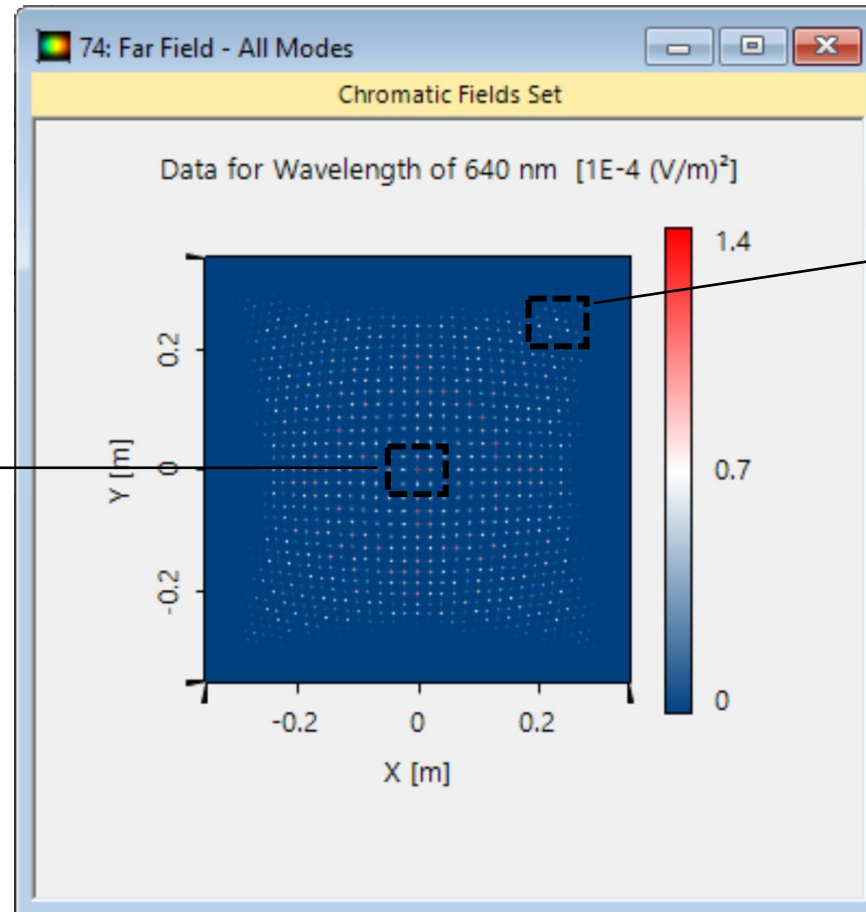 74: Far Field - All Modes
Chromatic Fields Set
Data for Wavelength of 640 nm [1E-4 (V/m)²]
1.4
0.7
0
Y [m]
0.2
0
-0.2
-0.2
0
0.2
X [m]